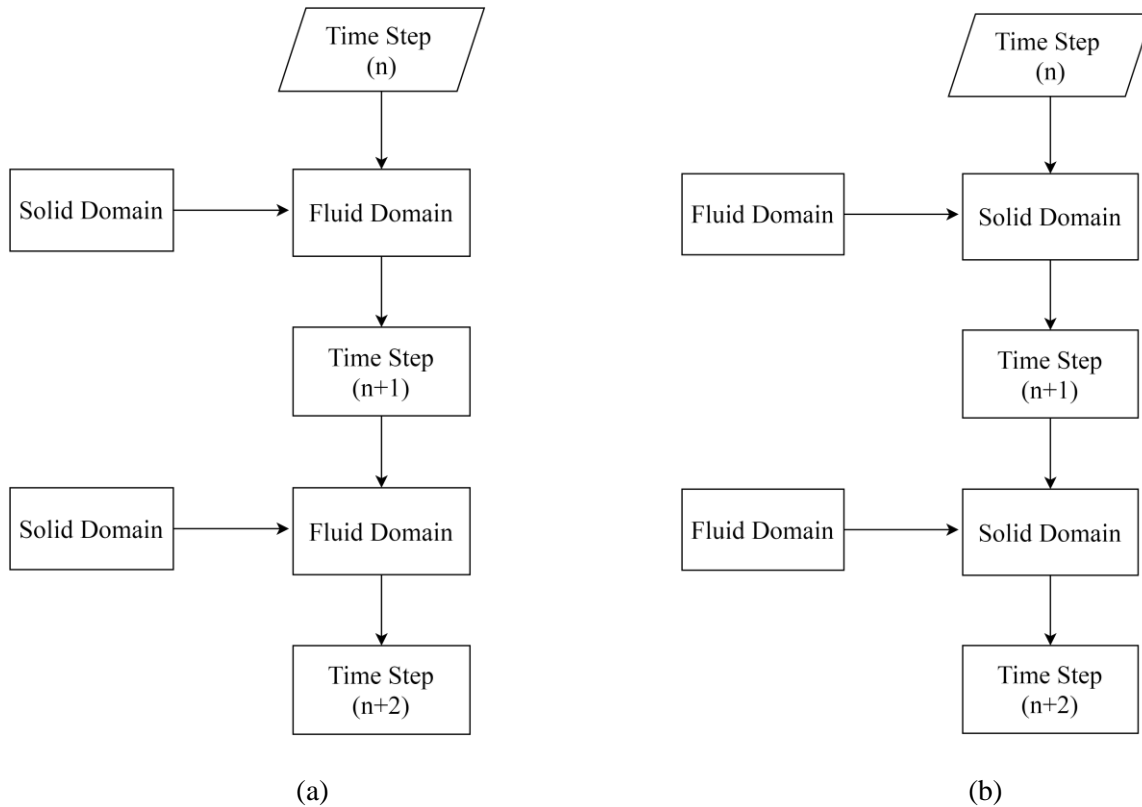 Time Step
(n)
Solid Domain
Fluid Domain
Time Step
(n+1)
Solid Domain
Fluid Domain
Time Step
(n+2)
(a)
Time Step
(n)
Fluid Domain
Solid Domain
Time Step
(n+1)
Fluid Domain
Solid Domain
Time Step
(n+2)
(b)